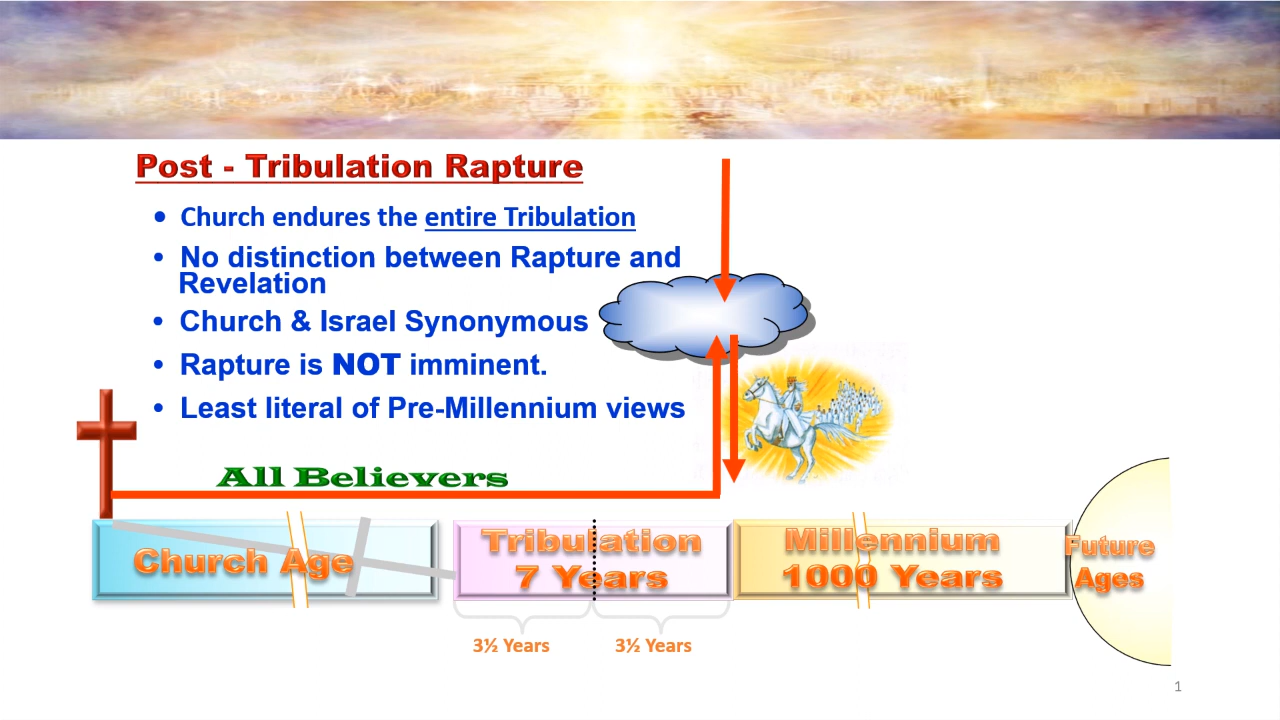 Post - Tribulation Rapture
• Church endures the entire Tribulation
• No distinction between Rapture and
Revelation
• Church & Israel Synonymous
• Rapture is NOT imminent.
• Least literal of Pre-Millennium views
All Believers
Church Age
Tribulation
7 Years
Millennium
1000 Years
Future
Ages
3½ Years
3½ Years
1